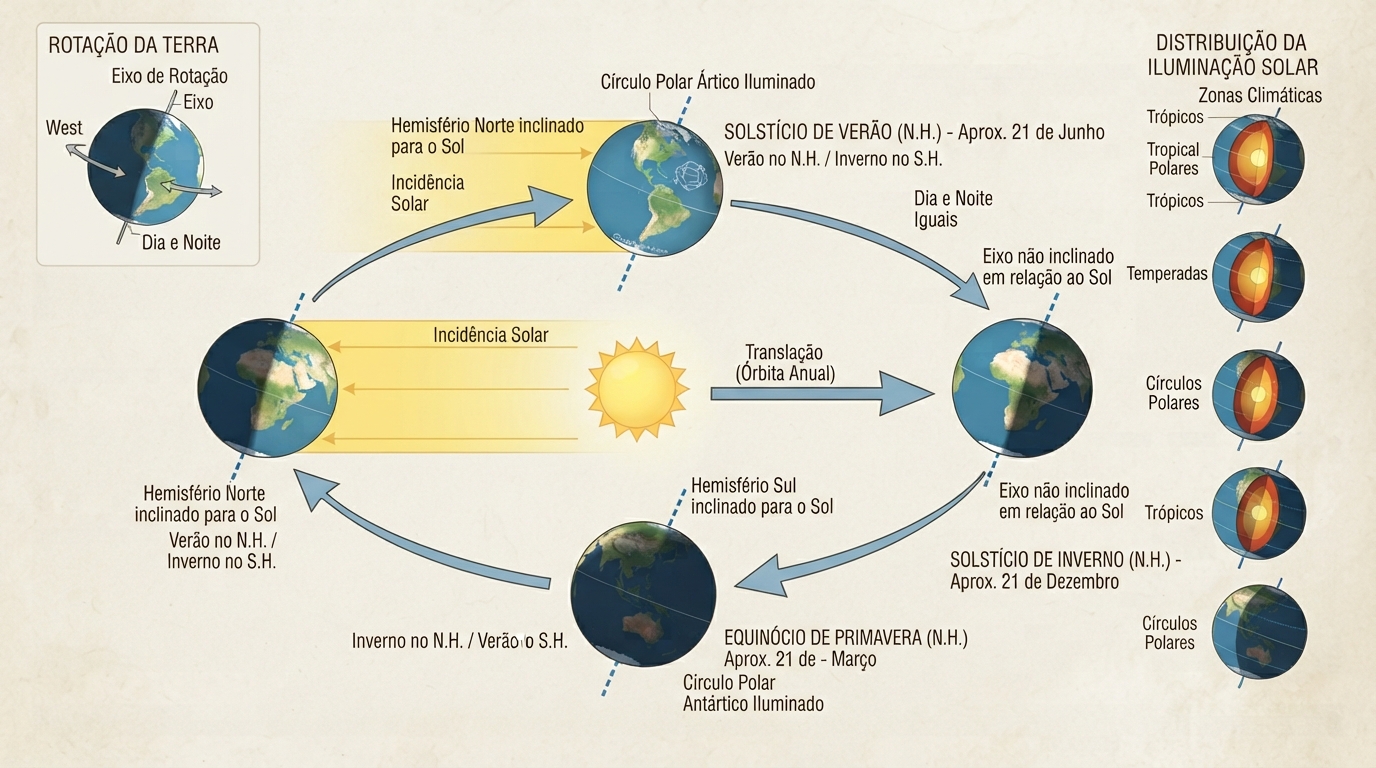 ROTAÇÃO DA TERRA
Eixo de Rotação
Eixo
West
Dia e Noite
Círculo Polar Ártico Iluminado
Hemisfério Norte inclinado
para o Sol
Incidência
Solar
SOLSTÍCIO DE VERÃO (N.H.) - Aprox. 21 de Junho
Verão no N.H. / Inverno no S.H.
Dia e Noite
Iguais
Eixo não inclinado
em relação ao Sol
Incidência Solar
Translação
(Órbita Anual)
Hemisfério Norte
inclinado para o Sol
Verão no N.H. /
Inverno no S.H.
Hemisfério Sul
inclinado para o Sol
Eixo não inclinado
em relação ao Sol
SOLSTÍCIO DE INVERNO (N.H.) -
Aprox. 21 de Dezembro
Inverno no N.H. / Verão o S.H.
EQUINÓCIO DE PRIMAVERA (N.H.)
Aprox. 21 de - Março
Circulo Polar
Antártico Iluminado
DISTRIBUIÇÃO DA
ILUMINAÇÃO SOLAR
Zonas Climáticas
Trópicos
Tropical
Polares
Trópicos
Temperadas
Círculos
Polares
Trópicos
Círculos
Polares